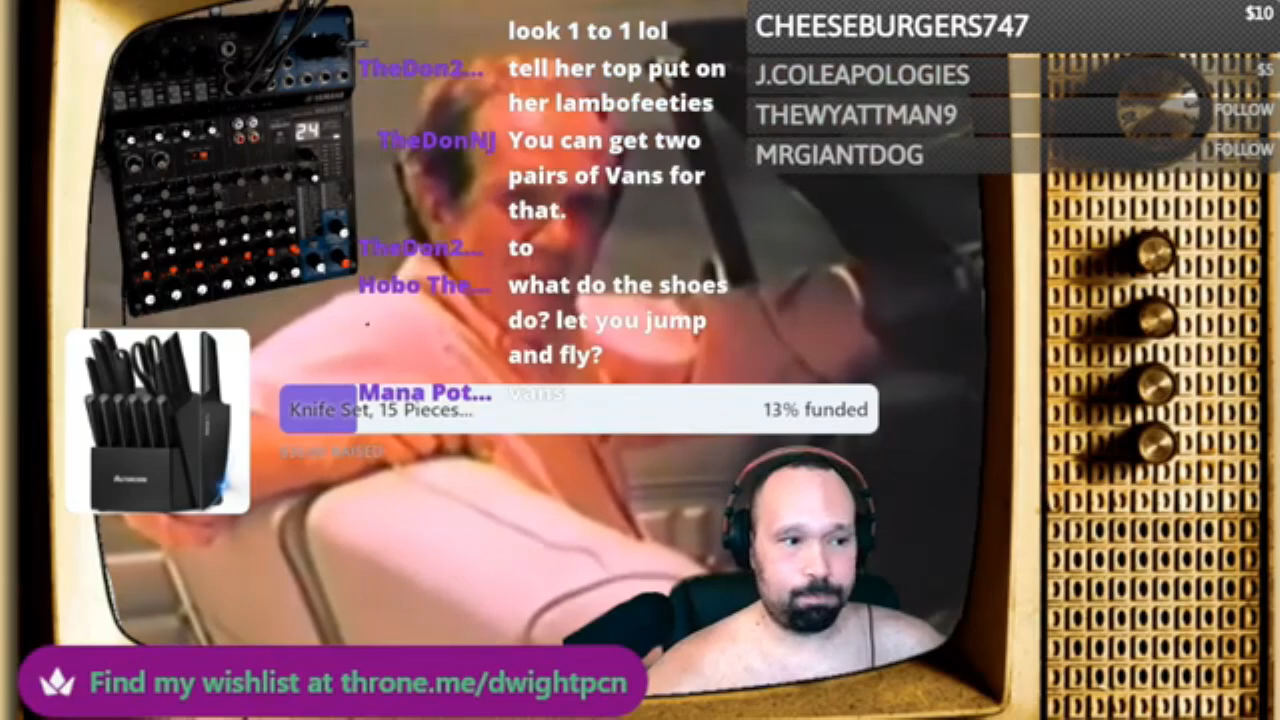 look 1 to 1 lol
TheDon2... tell her top put on
her lambofeeties
TheDonNJ You can get two
pairs of Vans for
that.
TheDon2... to
Hobo The... what do the shoes
do? let you jump
and fly?
Mana Pot... vans
Knife Set, 15 Pieces... 13% funded
RAISED
CHEESEBURGERS747 $10
J.COLEAPOLOGIES $5
THEWYATTMAN9 FOLLOW
MRGIANTDOG FOLLOW
24
YAMAHA
Find my wishlist at throne.me/dwightpcn